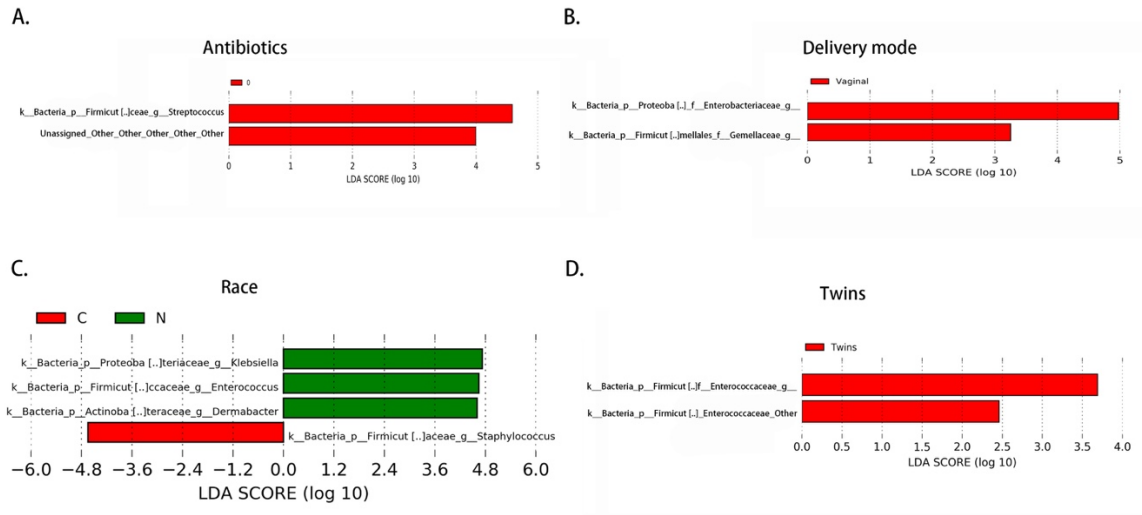 A.
Antibiotics
0
k__Bacteria_p__Firmicut [..]ceae_g__Streptococcus
Unassigned_Other_Other_Other_Other_Other
0 1 2 3 4 5
LDA SCORE (log 10)
B.
Delivery mode
Vaginal
k__Bacteria_p__Proteoba [..]_f__Enterobacteriaceae_g__
k__Bacteria_p__Firmicut [..]mellales_f__Gemellaceae_g__
0 1 2 3 4 5
LDA SCORE (log 10)
C.
Race
C N
k__Bacteria_p__Proteoba [..]teriaceae_g__Klebsiella
k__Bacteria_p__Firmicut [..]ccaceae_g__Enterococcus
k__Bacteria_p__Actinoba [..]teraceae_g__Dermabacter
k__Bacteria_p__Firmicut [..]aceae_g__Staphylococcus
−6.0 −4.8 −3.6 −2.4 −1.2 0.0 1.2 2.4 3.6 4.8 6.0
LDA SCORE (log 10)
D.
Twins
Twins
k__Bacteria_p__Firmicut [..]f__Enterococcaceae_g__
k__Bacteria_p__Firmicut [..]_Enterococcaceae_Other
0.0 0.5 1.0 1.5 2.0 2.5 3.0 3.5 4.0
LDA SCORE (log 10)